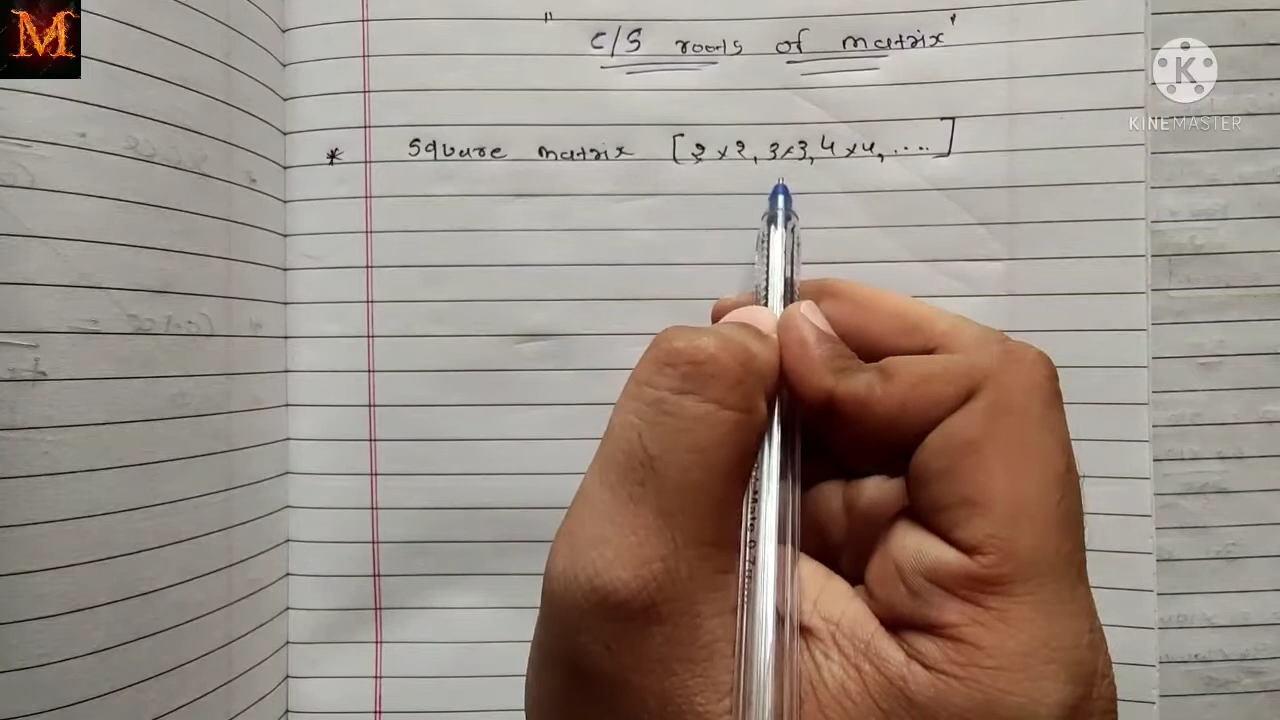 M
" C/S roots of matrix "
KINEMASTER
* Square matrix [2 x 2, 3 x 3, 4 x 4, ....]